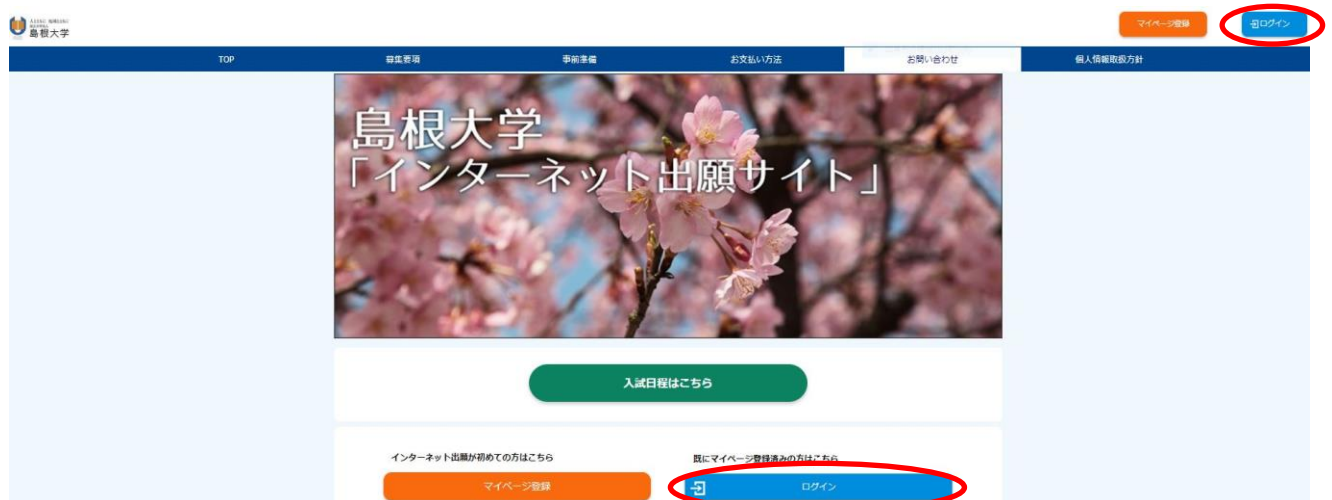 島根大学
マイページ登録
ログイン
TOP
募集要項
事前準備
お支払い方法
お問い合わせ
個人情報取扱方針
島根大学
「インターネット出願サイト」
入試日程はこちら
インターネット出願が初めての方はこちら
既にマイページ登録済みの方はこちら
マイページ登録
ログイン